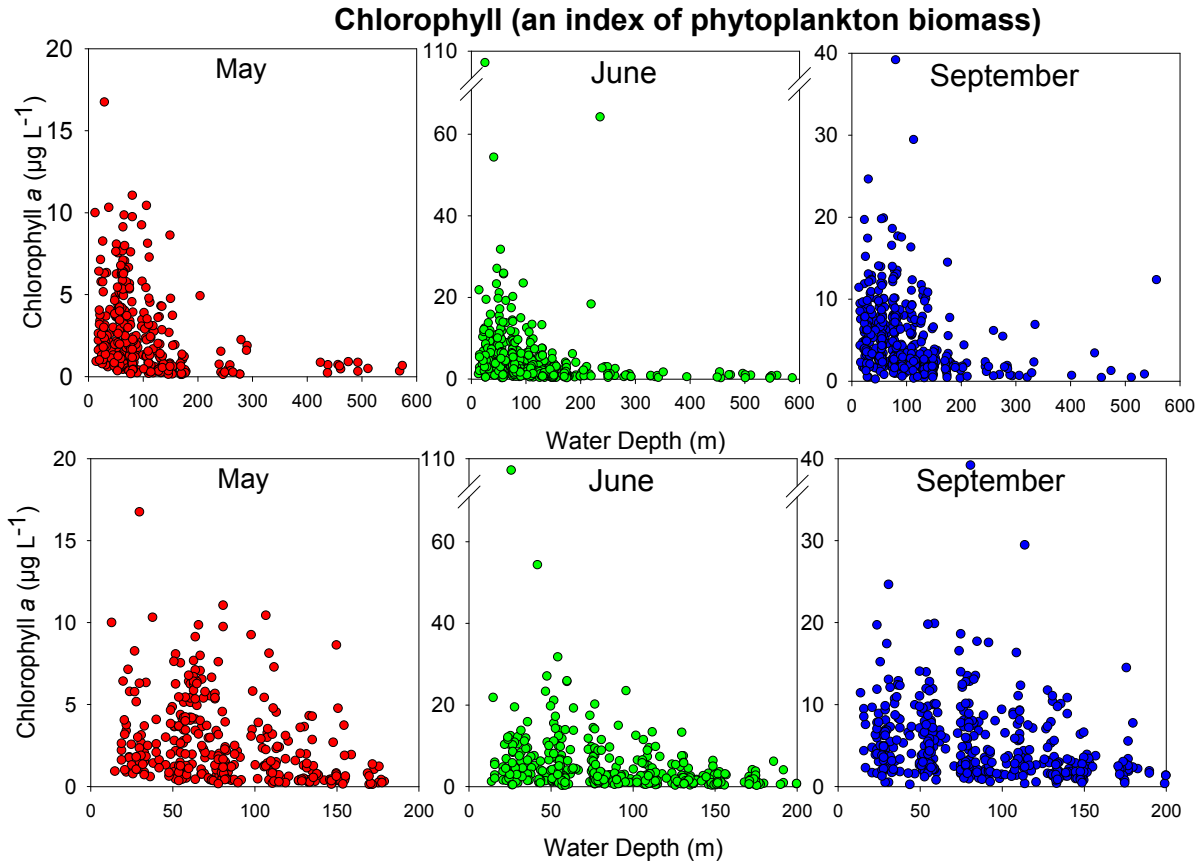 Chlorophyll (an index of phytoplankton biomass)
20
15
10
5
0
May
0 100 200 300 400 500 600
Chlorophyll a (µg L-1)
110
60
40
20
0
June
0 100 200 300 400 500 600
40
30
20
10
0
September
0 100 200 300 400 500 600
Water Depth (m)
20
15
10
5
0
May
0 50 100 150 200
Chlorophyll a (µg L-1)
110
60
40
20
0
June
0 50 100 150 200
40
30
20
10
0
September
0 50 100 150 200
Water Depth (m)